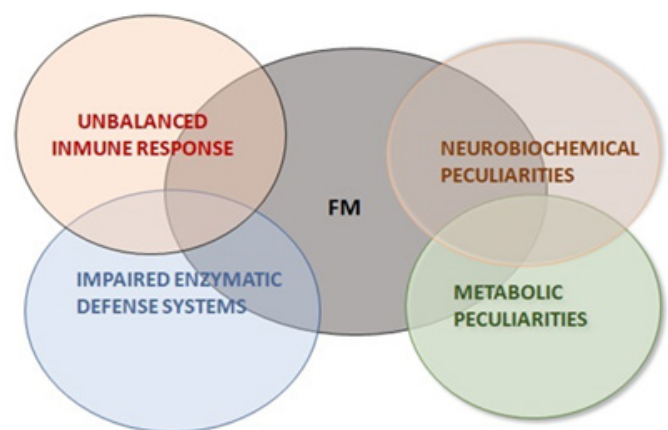 UNBALANCED
INMUNE RESPONSE
NEUROBIOCHEMICAL
PECULIARITIES
FM
IMPAIRED ENZYMATIC
DEFENSE SYSTEMS
METABOLIC
PECULIARITIES